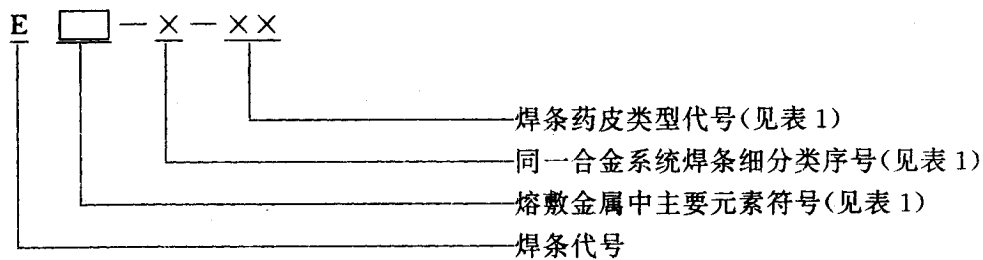 E □－×－××
焊条药皮类型代号(见表 1)
同一合金系统焊条细分类序号(见表 1)
熔敷金属中主要元素符号(见表 1)
焊条代号